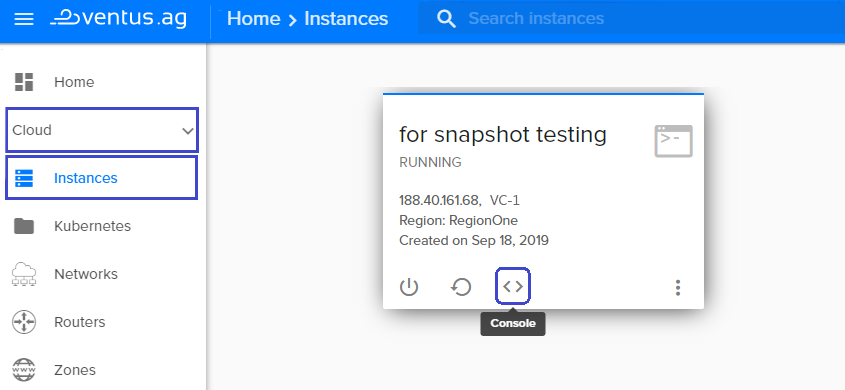 ventus.ag
Home > Instances
Search instances
Home
Cloud
Instances
Kubernetes
Networks
Routers
Zones
for snapshot testing
RUNNING
188.40.161.68, VC-1
Region: RegionOne
Created on Sep 18, 2019
Console